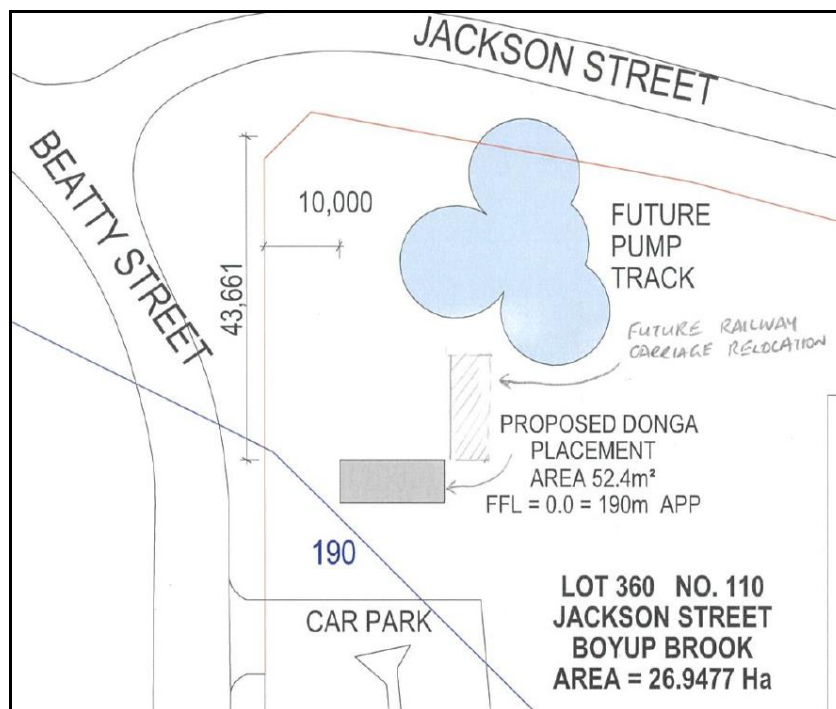 JACKSON STREET
BEATTY STREET
10,000
43,661
FUTURE
PUMP
TRACK
FUTURE RAILWAY
CARRIAGE RELOCATION
PROPOSED DONGA
PLACEMENT
AREA 52.4m²
FFL = 0.0 = 190m APP
190
CAR PARK
LOT 360 NO. 110
JACKSON STREET
BOYUP BROOK
AREA = 26.9477 Ha